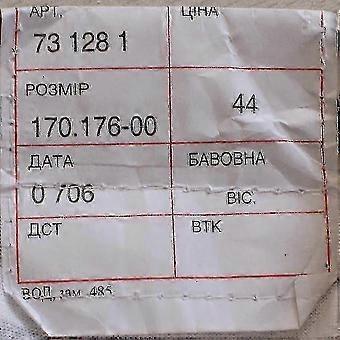 АРТ. ЦІНА
73 128 1
РОЗМІР
170.176-00 44
ДАТА БАВОВНА
0 706 ВІС.
ДСТ ВТК
ВОД, зам .485